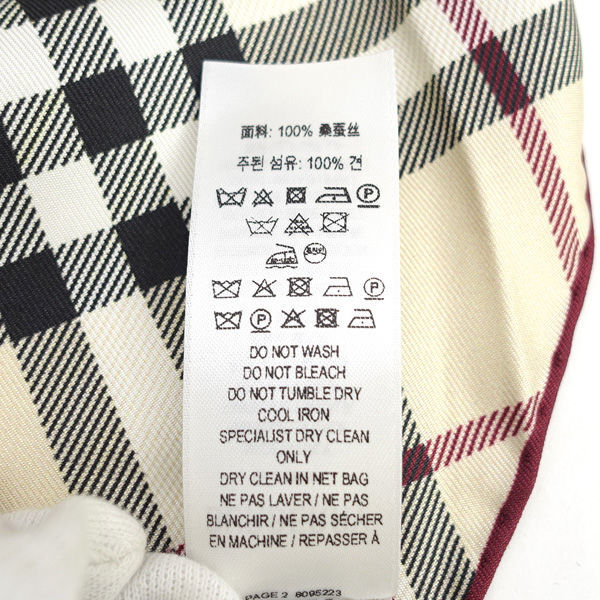 面料: 100% 桑蚕丝
주된 섬유: 100% 견
DO NOT WASH
DO NOT BLEACH
DO NOT TUMBLE DRY
COOL IRON
SPECIALIST DRY CLEAN
ONLY
DRY CLEAN IN NET BAG
NE PAS LAVER / NE PAS
BLANCHIR / NE PAS SÉCHER
EN MACHINE / REPASSER À
PAGE 2 8095223